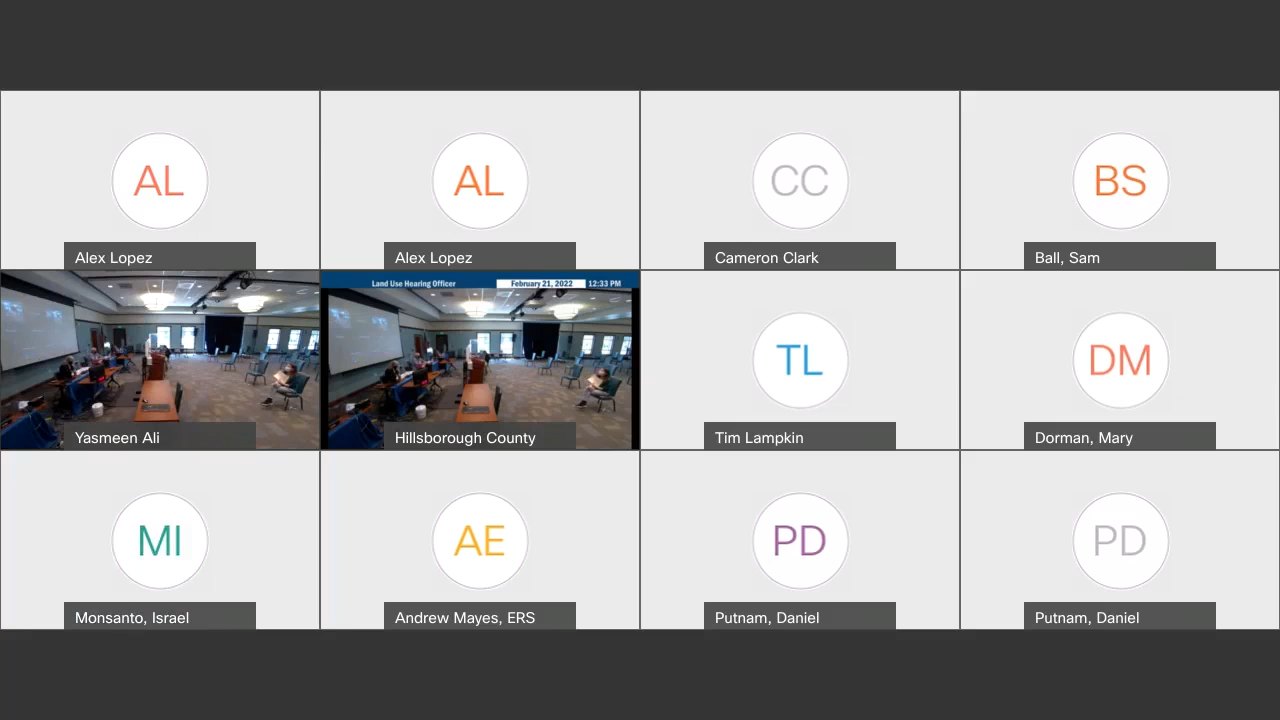 AL
Alex Lopez
AL
Alex Lopez
CC
Cameron Clark
BS
Ball, Sam
Yasmeen Ali
Land Use Hearing Officer February 21, 2022 12:33 PM
Hillsborough County
TL
Tim Lampkin
DM
Dorman, Mary
MI
Monsanto, Israel
AE
Andrew Mayes, ERS
PD
Putnam, Daniel
PD
Putnam, Daniel